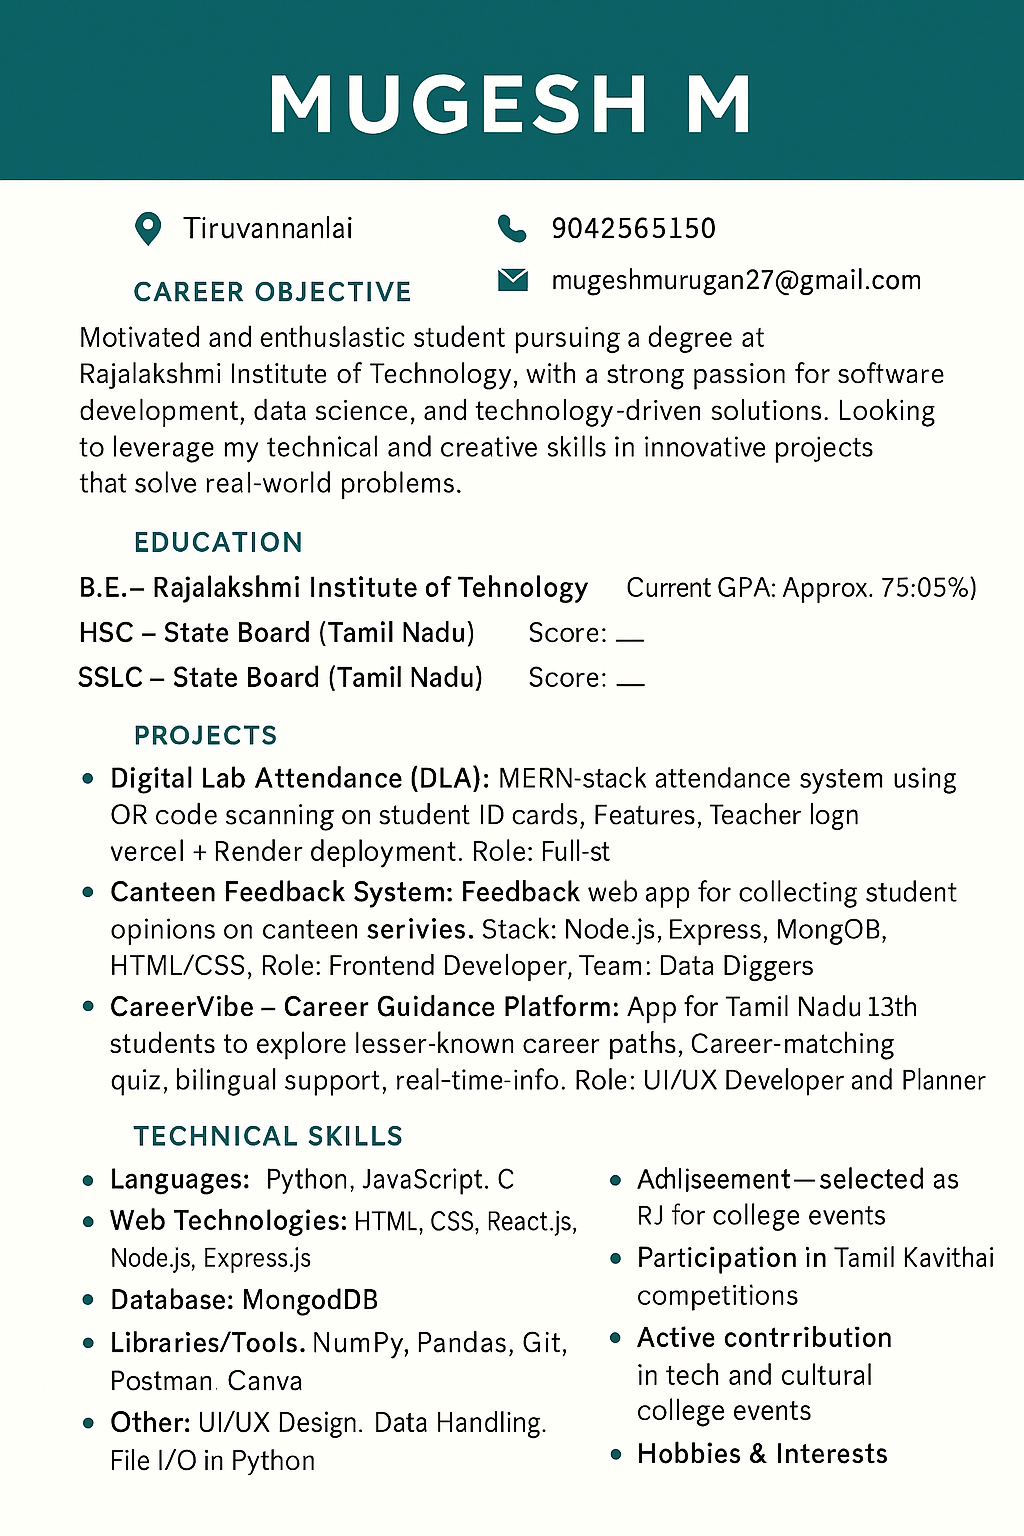 MUGESH M
Tiruvannanlai
9042565150
mugeshmurugan27@gmail.com
CAREER OBJECTIVE
Motivated and enthuslastic student pursuing a degree at
Rajalakshmi Institute of Technology, with a strong passion for software
development, data science, and technology-driven solutions. Looking
to leverage my technical and creative skills in innovative projects
that solve real-world problems.
EDUCATION
B.E.– Rajalakshmi Institute of Tehnology Current GPA: Approx. 75:05%)
HSC – State Board (Tamil Nadu) Score: __
SSLC – State Board (Tamil Nadu) Score: __
PROJECTS
• Digital Lab Attendance (DLA): MERN-stack attendance system using
OR code scanning on student ID cards, Features, Teacher logn
vercel + Render deployment. Role: Full-st
• Canteen Feedback System: Feedback web app for collecting student
opinions on canteen serivies. Stack: Node.js, Express, MongOB,
HTML/CSS, Role: Frontend Developer, Team: Data Diggers
• CareerVibe – Career Guidance Platform: App for Tamil Nadu 13th
students to explore lesser-known career paths, Career-matching
quiz, bilingual support, real-time-info. Role: UI/UX Developer and Planner
TECHNICAL SKILLS
• Languages: Python, JavaScript. C
• Web Technologies: HTML, CSS, React.js,
Node.js, Express.js
• Database: MongodDB
• Libraries/Tools. NumPy, Pandas, Git,
Postman. Canva
• Other: UI/UX Design. Data Handling.
File I/O in Python
• — selected as
RJ for college events
• Participation in Tamil Kavithai
competitions
• Active contrribution
in tech and cultural
college events
• Hobbies & Interests